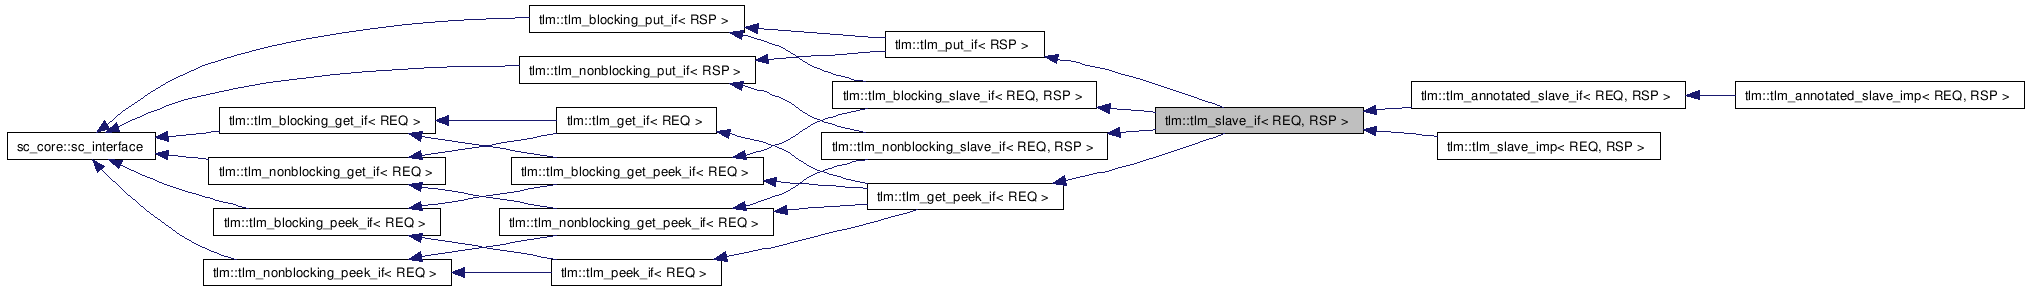 tlm::tlm_blocking_put_if< RSP >
tlm::tlm_put_if< RSP >
tlm::tlm_nonblocking_put_if< RSP >
tlm::tlm_blocking_slave_if< REQ, RSP >
tlm::tlm_annotated_slave_if< REQ, RSP >
tlm::tlm_annotated_slave_imp< REQ, RSP >
tlm::tlm_blocking_get_if< REQ >
tlm::tlm_get_if< REQ >
tlm::tlm_slave_if< REQ, RSP >
sc_core::sc_interface
tlm::tlm_nonblocking_slave_if< REQ, RSP >
tlm::tlm_slave_imp< REQ, RSP >
tlm::tlm_nonblocking_get_if< REQ >
tlm::tlm_blocking_get_peek_if< REQ >
tlm::tlm_get_peek_if< REQ >
tlm::tlm_blocking_peek_if< REQ >
tlm::tlm_nonblocking_get_peek_if< REQ >
tlm::tlm_nonblocking_peek_if< REQ >
tlm::tlm_peek_if< REQ >